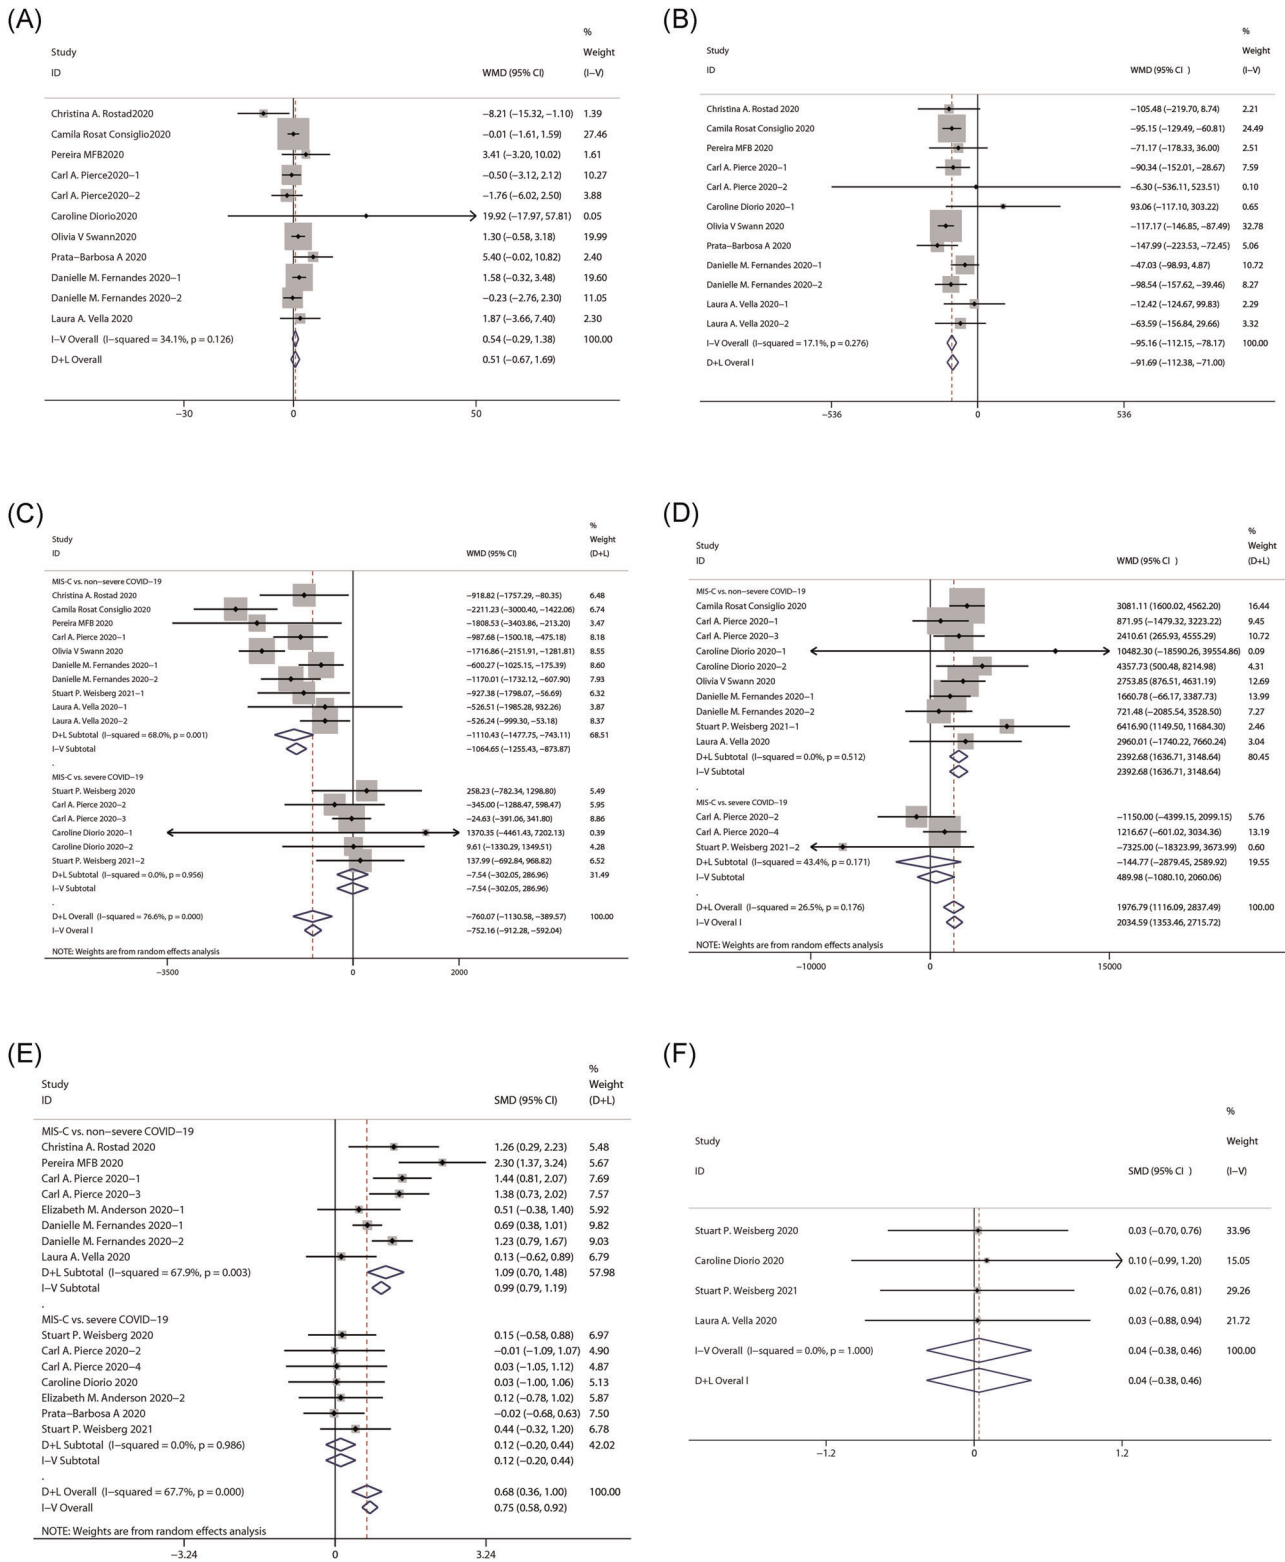 (A)
%
Study Weight
ID WMD (95% CI) (I−V)
Christina A. Rostad2020 −8.21 (−15.32, −1.10) 1.39
Camila Rosat Consiglio2020 −0.01 (−1.61, 1.59) 27.46
Pereira MFB2020 3.41 (−3.20, 10.02) 1.61
Carl A. Pierce2020−1 −0.50 (−3.12, 2.12) 10.27
Carl A. Pierce2020−2 −1.76 (−6.02, 2.50) 3.88
Caroline Diorio2020 19.92 (−17.97, 57.81) 0.05
Olivia V Swann2020 1.30 (−0.58, 3.18) 19.99
Prata−Barbosa A 2020 5.40 (−0.02, 10.82) 2.40
Danielle M. Fernandes 2020−1 1.58 (−0.32, 3.48) 19.60
Danielle M. Fernandes 2020−2 −0.23 (−2.76, 2.30) 11.05
Laura A. Vella 2020 1.87 (−3.66, 7.40) 2.30
I−V Overall (I−squared = 34.1%, p = 0.126) 0.54 (−0.29, 1.38) 100.00
D+L Overall 0.51 (−0.67, 1.69)
−30 0 50
(B)
%
Study Weight
ID WMD (95% CI ) (I−V)
Christina A. Rostad 2020 −105.48 (−219.70, 8.74) 2.21
Camila Rosat Consiglio 2020 −95.15 (−129.49, −60.81) 24.49
Pereira MFB 2020 −71.17 (−178.33, 36.00) 2.51
Carl A. Pierce 2020−1 −90.34 (−152.01, −28.67) 7.59
Carl A. Pierce 2020−2 −6.30 (−536.11, 523.51) 0.10
Caroline Diorio 2020−1 93.06 (−117.10, 303.22) 0.65
Olivia V Swann 2020 −117.17 (−146.85, −87.49) 32.78
Prata−Barbosa A 2020 −147.99 (−223.53, −72.45) 5.06
Danielle M. Fernandes 2020−1 −47.03 (−98.93, 4.87) 10.72
Danielle M. Fernandes 2020−2 −98.54 (−157.62, −39.46) 8.27
Laura A. Vella 2020−1 −12.42 (−124.67, 99.83) 2.29
Laura A. Vella 2020−2 −63.59 (−156.84, 29.66) 3.32
I−V Overall (I−squared = 17.1%, p = 0.276) −95.16 (−112.15, −78.17) 100.00
D+L Overal l −91.69 (−112.38, −71.00)
−536 0 536
(C)
%
Study Weight
ID WMD (95% CI) (D+L)
MIS−C vs. non−severe COVID−19
Christina A. Rostad 2020 −918.82 (−1757.29, −80.35) 6.48
Camila Rosat Consiglio 2020 −2211.23 (−3000.40, −1422.06) 6.74
Pereira MFB 2020 −1808.53 (−3403.86, −213.20) 3.47
Carl A. Pierce 2020−1 −987.68 (−1500.18, −475.18) 8.18
Olivia V Swann 2020 −1716.86 (−2151.91, −1281.81) 8.55
Danielle M. Fernandes 2020−1 −600.27 (−1025.15, −175.39) 8.60
Danielle M. Fernandes 2020−2 −1170.01 (−1732.12, −607.90) 7.93
Stuart P. Weisberg 2021−1 −927.38 (−1798.07, −56.69) 6.32
Laura A. Vella 2020−1 −526.51 (−1985.28, 932.26) 3.87
Laura A. Vella 2020−2 −526.24 (−999.30, −53.18) 8.37
D+L Subtotal (I−squared = 68.0%, p = 0.001) −1110.43 (−1477.75, −743.11) 68.51
I−V Subtotal −1064.65 (−1255.43, −873.87)
.
MIS−C vs. severe COVID−19
Stuart P. Weisberg 2020 258.23 (−782.34, 1298.80) 5.49
Carl A. Pierce 2020−2 −345.00 (−1288.47, 598.47) 5.95
Carl A. Pierce 2020−3 −24.63 (−391.06, 341.80) 8.86
Caroline Diorio 2020−1 1370.35 (−4461.43, 7202.13) 0.39
Caroline Diorio 2020−2 9.61 (−1330.29, 1349.51) 4.28
Stuart P. Weisberg 2021−2 137.99 (−692.84, 968.82) 6.52
D+L Subtotal (I−squared = 0.0%, p = 0.956) −7.54 (−302.05, 286.96) 31.49
I−V Subtotal −7.54 (−302.05, 286.96)
.
D+L Overall (I−squared = 76.6%, p = 0.000) −760.07 (−1130.58, −389.57) 100.00
I−V Overal l −752.16 (−912.28, −592.04)
NOTE: Weights are from random effects analysis
−3500 0 2000
(D)
%
Study Weight
ID WMD (95% CI ) (D+L)
MIS−C vs. non−severe COVID−19
Camila Rosat Consiglio 2020 3081.11 (1600.02, 4562.20) 16.44
Carl A. Pierce 2020−1 871.95 (−1479.32, 3223.22) 9.45
Carl A. Pierce 2020−3 2410.61 (265.93, 4555.29) 10.72
Caroline Diorio 2020−1 10482.30 (−18590.26, 39554.86) 0.09
Caroline Diorio 2020−2 4357.73 (500.48, 8214.98) 4.31
Olivia V Swann 2020 2753.85 (876.51, 4631.19) 12.69
Danielle M. Fernandes 2020−1 1660.78 (−66.17, 3387.73) 13.99
Danielle M. Fernandes 2020−2 721.48 (−2085.54, 3528.50) 7.27
Stuart P. Weisberg 2021−1 6416.90 (1149.50, 11684.30) 2.46
Laura A. Vella 2020 2960.01 (−1740.22, 7660.24) 3.04
D+L Subtotal (I−squared = 0.0%, p = 0.512) 2392.68 (1636.71, 3148.64) 80.45
I−V Subtotal 2392.68 (1636.71, 3148.64)
.
MIS−C vs. severe COVID−19
Carl A. Pierce 2020−2 −1150.00 (−4399.15, 2099.15) 5.76
Carl A. Pierce 2020−4 1216.67 (−601.02, 3034.36) 13.19
Stuart P. Weisberg 2021−2 −7325.00 (−18323.99, 3673.99) 0.60
D+L Subtotal (I−squared = 43.4%, p = 0.171) −144.77 (−2879.45, 2589.92) 19.55
I−V Subtotal 489.98 (−1080.10, 2060.06)
.
D+L Overall (I−squared = 26.5%, p = 0.176) 1976.79 (1116.09, 2837.49) 100.00
I−V Overal l 2034.59 (1353.46, 2715.72)
NOTE: Weights are from random effects analysis
−10000 0 15000
(E)
%
Study Weight
ID SMD (95% CI) (D+L)
MIS−C vs. non−severe COVID−19
Christina A. Rostad 2020 1.26 (0.29, 2.23) 5.48
Pereira MFB 2020 2.30 (1.37, 3.24) 5.67
Carl A. Pierce 2020−1 1.44 (0.81, 2.07) 7.69
Carl A. Pierce 2020−3 1.38 (0.73, 2.02) 7.57
Elizabeth M. Anderson 2020−1 0.51 (−0.38, 1.40) 5.92
Danielle M. Fernandes 2020−1 0.69 (0.38, 1.01) 9.82
Danielle M. Fernandes 2020−2 1.23 (0.79, 1.67) 9.03
Laura A. Vella 2020 0.13 (−0.62, 0.89) 6.79
D+L Subtotal (I−squared = 67.9%, p = 0.003) 1.09 (0.70, 1.48) 57.98
I−V Subtotal 0.99 (0.79, 1.19)
.
MIS−C vs. severe COVID−19
Stuart P. Weisberg 2020 0.15 (−0.58, 0.88) 6.97
Carl A. Pierce 2020−2 −0.01 (−1.09, 1.07) 4.90
Carl A. Pierce 2020−4 0.03 (−1.05, 1.12) 4.87
Caroline Diorio 2020 0.03 (−1.00, 1.06) 5.13
Elizabeth M. Anderson 2020−2 0.12 (−0.78, 1.02) 5.87
Prata−Barbosa A 2020 −0.02 (−0.68, 0.63) 7.50
Stuart P. Weisberg 2021 0.44 (−0.32, 1.20) 6.78
D+L Subtotal (I−squared = 0.0%, p = 0.986) 0.12 (−0.20, 0.44) 42.02
I−V Subtotal 0.12 (−0.20, 0.44)
.
D+L Overall (I−squared = 67.7%, p = 0.000) 0.68 (0.36, 1.00) 100.00
I−V Overall 0.75 (0.58, 0.92)
NOTE: Weights are from random effects analysis
−3.24 0 3.24
(F)
%
Study Weight
ID SMD (95% CI ) (I−V)
Stuart P. Weisberg 2020 0.03 (−0.70, 0.76) 33.96
Caroline Diorio 2020 0.10 (−0.99, 1.20) 15.05
Stuart P. Weisberg 2021 0.02 (−0.76, 0.81) 29.26
Laura A. Vella 2020 0.03 (−0.88, 0.94) 21.72
I−V Overall (I−squared = 0.0%, p = 1.000) 0.04 (−0.38, 0.46) 100.00
D+L Overal l 0.04 (−0.38, 0.46)
−1.2 0 1.2